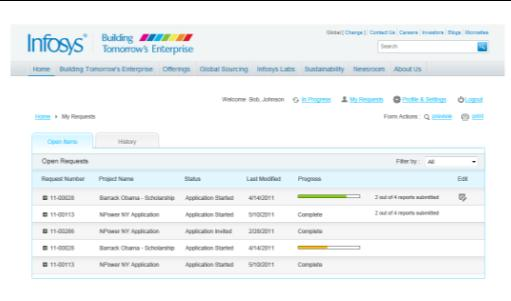 Global [ Change ] | Contact Us | Careers | Investors | Blogs | Microsites
Infosys® Building Tomorrow's Enterprise
Search
Home Building Tomorrow's Enterprise Offerings Global Sourcing Infosys Labs Sustainability Newsroom About Us
Welcome Bob, Johnson In Progress My Requests Profile & Settings Logout
Home My Requests Form Actions : preview print
Open Items History
Open Requests Filter by : All
Request Number Project Name Status Last Modified Progress Edit
11-00028 Barrack Obama - Scholarship Application Started 4/14/2011 2 out of 4 reports submitted
11-00113 NPower NY Application Application Started 5/10/2011 Complete 2 out of 4 reports submitted
11-00286 NPower NY Application Application Invited 2/28/2011 Complete
11-00028 Barrack Obama - Scholarship Application Started 4/14/2011
11-00113 NPower NY Application Application Started 5/10/2011 Complete